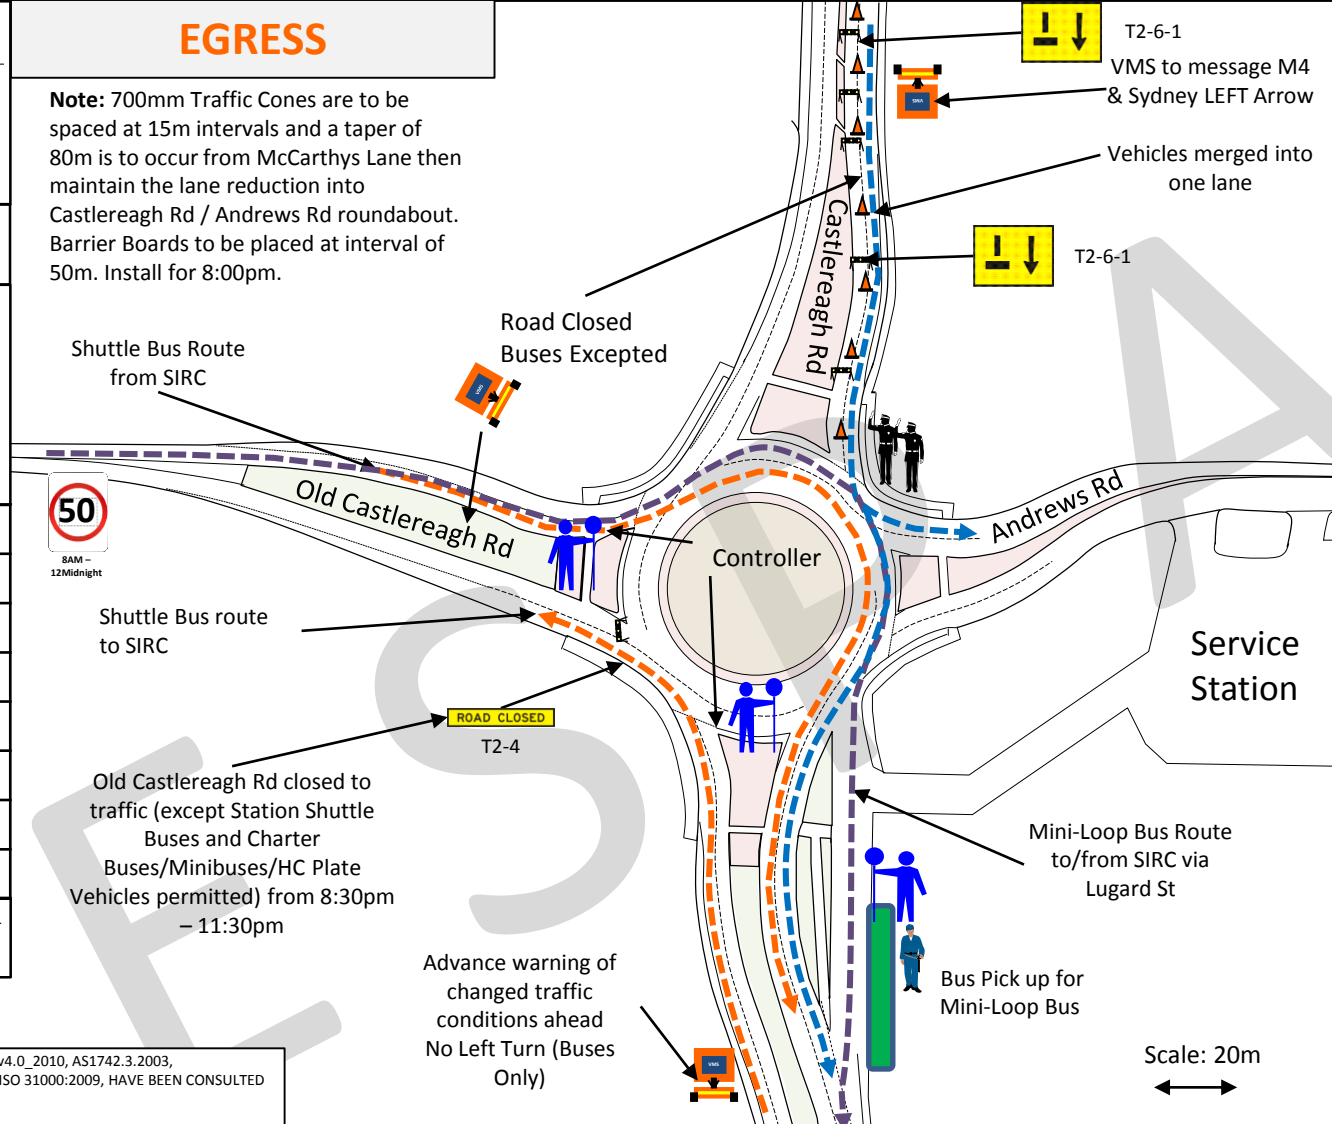 EGRESS
Note: 700mm Traffic Cones are to be
spaced at 15m intervals and a taper of
80m is to occur from McCarthys Lane then
maintain the lane reduction into
Castlereagh Rd / Andrews Rd roundabout.
Barrier Boards to be placed at interval of
50m. Install for 8:00pm.
T2-6-1
VMS to message M4
& Sydney LEFT Arrow
Vehicles merged into
one lane
T2-6-1
Castlereagh Rd
Road Closed
Buses Excepted
Shuttle Bus Route
from SIRC
VMS
50
8AM –
12Midnight
Old Castlereagh Rd
Andrews Rd
Controller
Shuttle Bus route
to SIRC
Service
Station
ROAD CLOSED
T2-4
Old Castlereagh Rd closed to
traffic (except Station Shuttle
Buses and Charter
Buses/Minibuses/HC Plate
Vehicles permitted) from 8:30pm
– 11:30pm
Mini-Loop Bus Route
to/from SIRC via
Lugard St
Advance warning of
changed traffic
conditions ahead
No Left Turn (Buses
Only)
VMS
Bus Pick up for
Mini-Loop Bus
Scale: 20m
v4.0_2010, AS1742.3.2003,
ISO 31000:2009, HAVE BEEN CONSULTED
E S P A